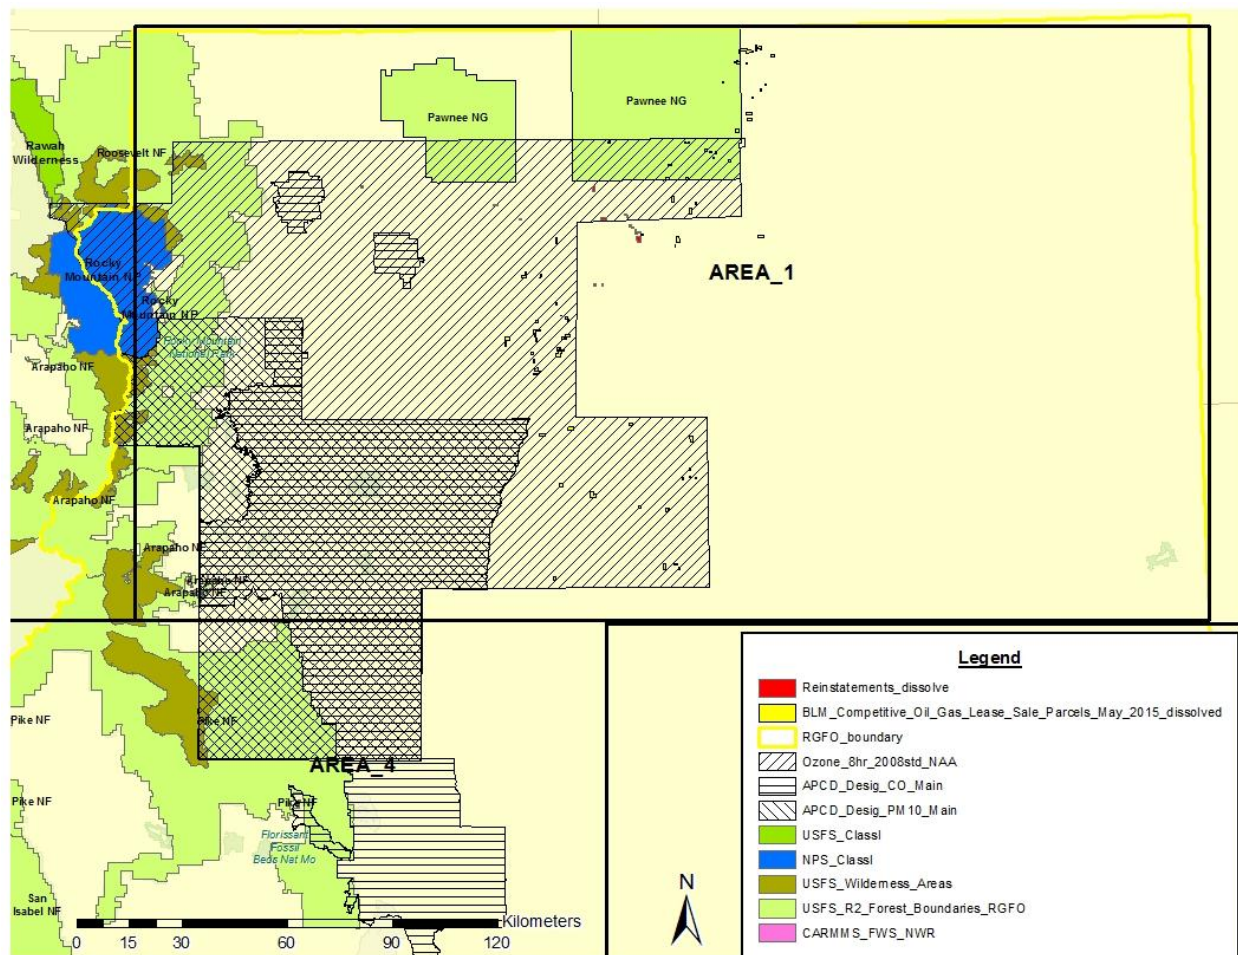 Pawnee NG
Pawnee NG
Rawah
Wilderness
Roosevelt NF
Rocky
Mountain NP
Rocky
Mountain NP
AREA_1
Rocky Mountain
National Park
Arapaho NF
Arapaho NF
Arapaho NF
Arapaho NF
Arapaho NF
Arapaho NF
Pike NF
Pike NF
AREA_4
Pike NF
Pike NF
Florissant
Fossil
Beds Nat Mo
San
Isabel NF
Kilometers
0 15 30 60 90 120
N
Legend
Reinstatements_dissolve
BLM_Competitive_Oil_Gas_Lease_Sale_Parcels_May_2015_dissolved
RGFO_boundary
Ozone_8hr_2008std_NAA
APCD_Desig_CO_Main
APCD_Desig_PM10_Main
USFS_ClassI
NPS_ClassI
USFS_Wilderness_Areas
USFS_R2_Forest_Boundaries_RGFO
CARMMS_FWS_NWR